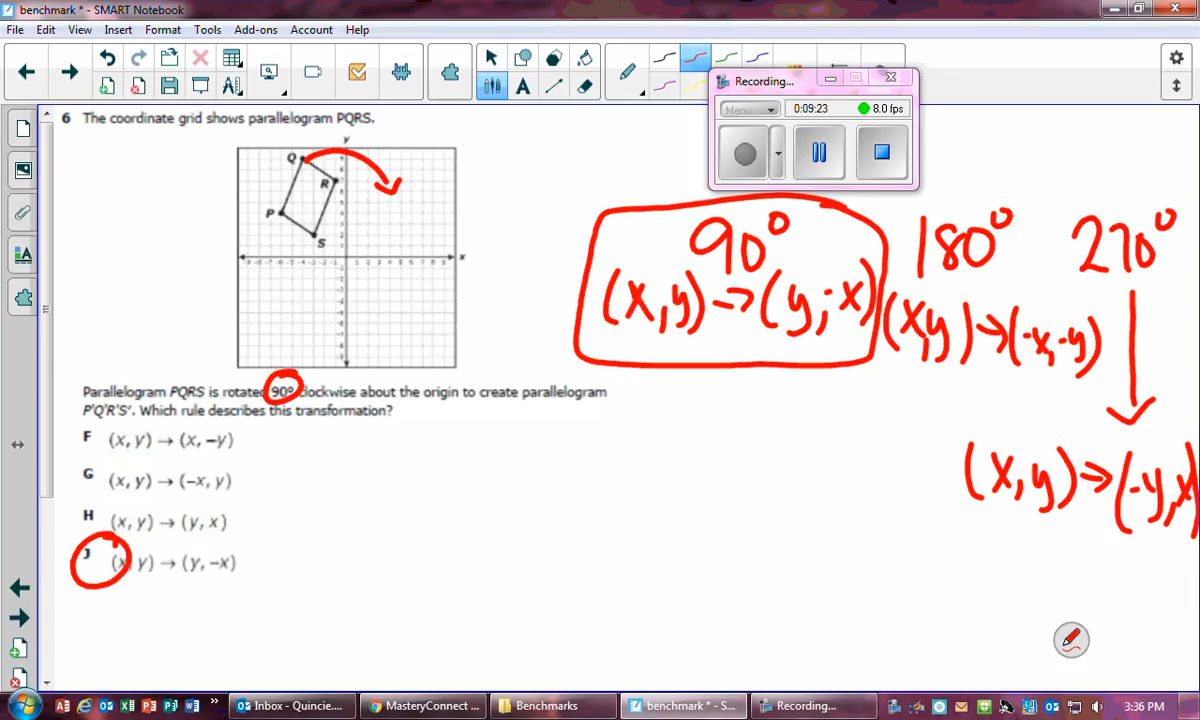 benchmark * - SMART Notebook
File Edit View Insert Format Tools Add-ons Account Help
Recording...
Menu 0:09:23 8.0 fps
6 The coordinate grid shows parallelogram PQRS.
y
Q
R
P
S
x
90° 180° 270°
(x,y)→(y,-x) (x,y)→(-x,-y)
(x,y)→(-y,x)
Parallelogram PQRS is rotated 90° clockwise about the origin to create parallelogram
P'Q'R'S'. Which rule describes this transformation?
F (x, y) → (x, −y)
G (x, y) → (−x, y)
H (x, y) → (y, x)
J (x, y) → (y, −x)
Inbox - Quincie.... MasteryConnect ... Benchmarks benchmark * - S... Recording... 3:36 PM